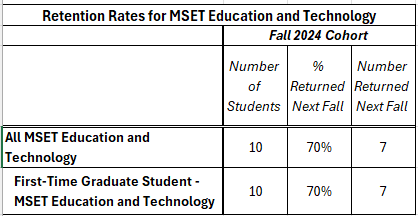 Retention Rates for MSET Education and Technology
Fall 2024 Cohort
Number of Students
% Returned Next Fall
Number Returned Next Fall
All MSET Education and Technology 10 70% 7
First-Time Graduate Student - MSET Education and Technology 10 70% 7